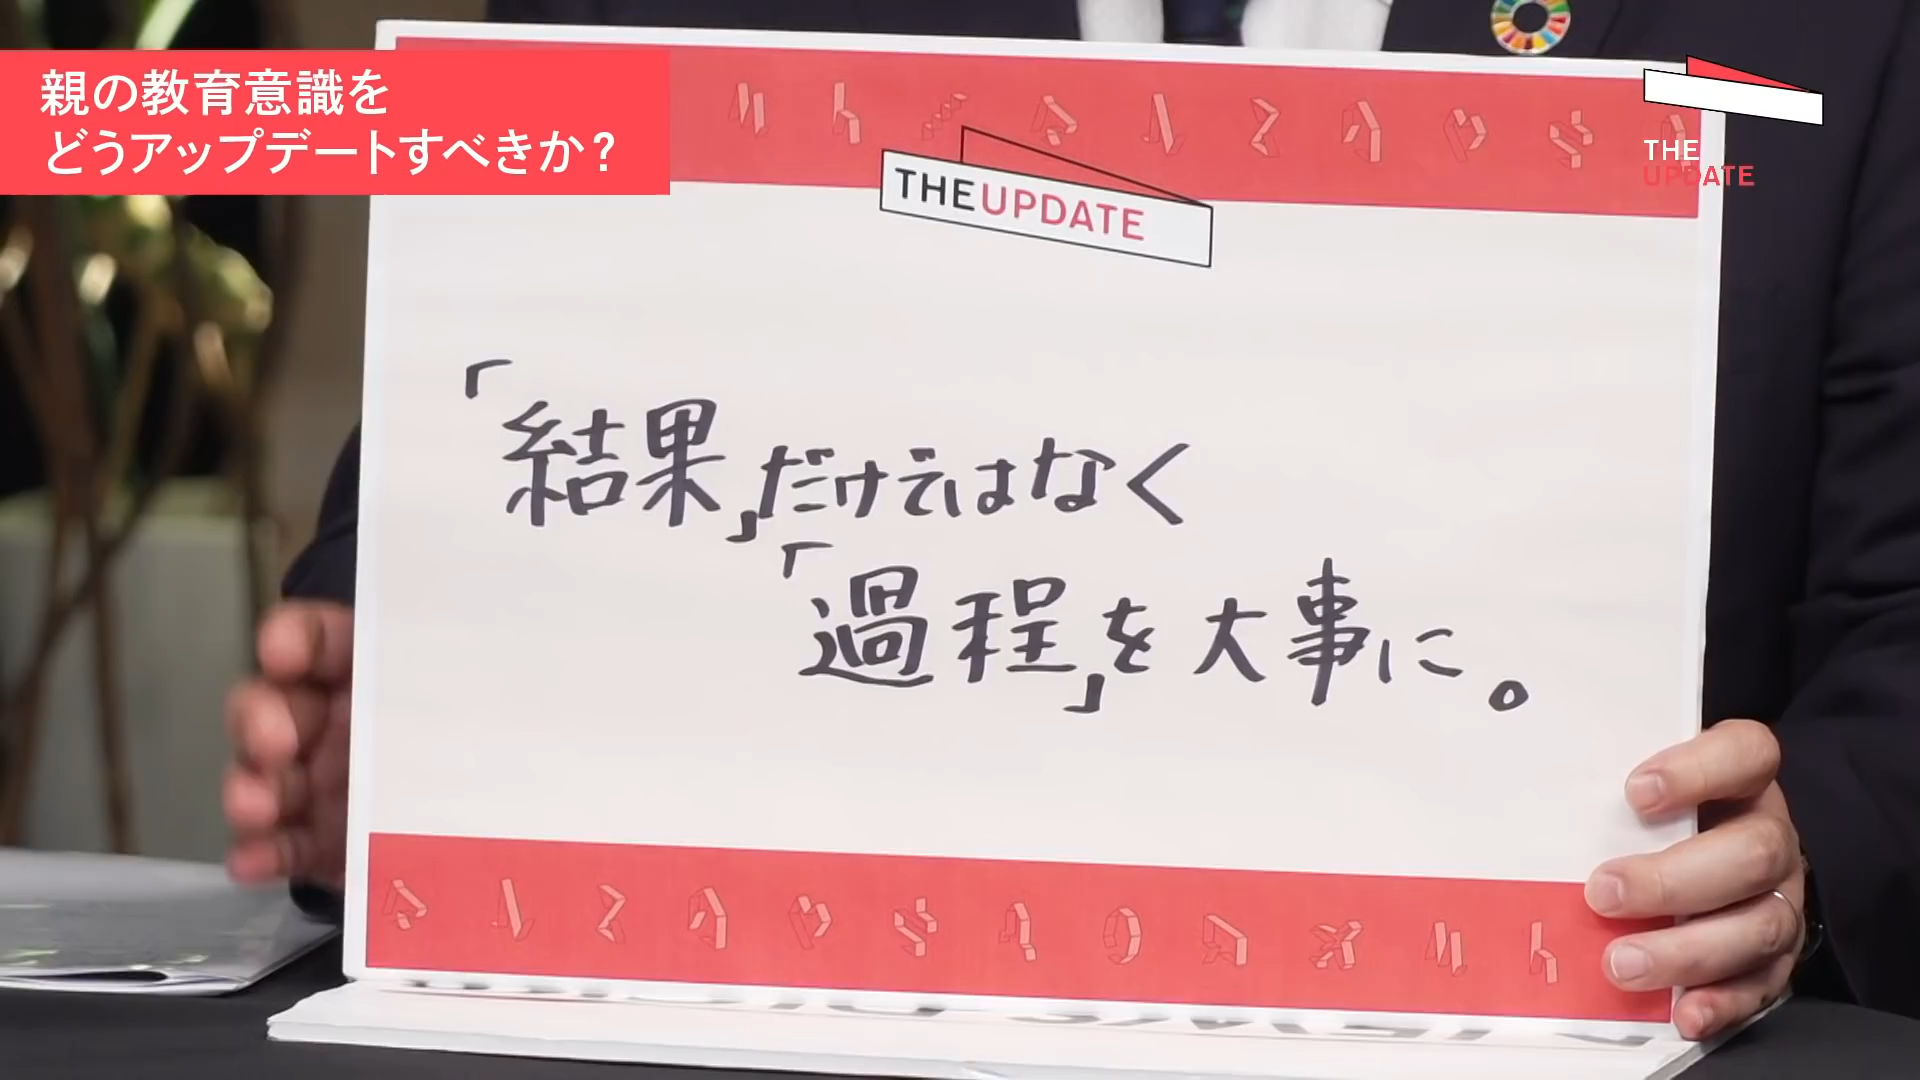 親の教育意識を
どうアップデートすべきか?
THE
UPDATE
THE UPDATE
「結果」だけではなく
「過程」を大事に。